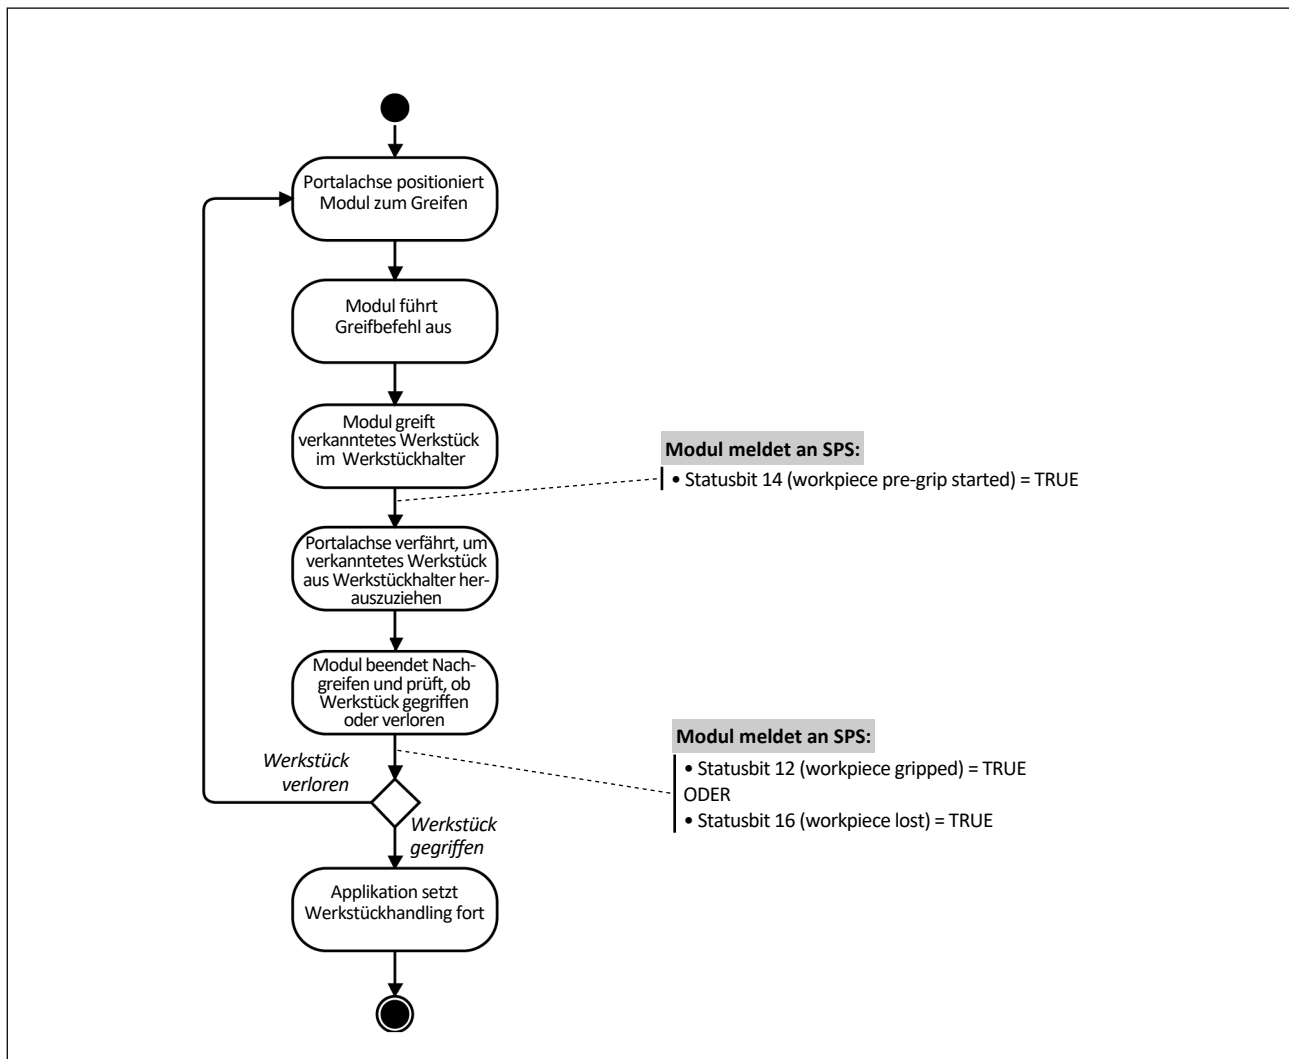 Portalachse positioniert
Modul zum Greifen
Modul führt
Greifbefehl aus
Modul greift
verkanntetes Werkstück
im Werkstückhalter
Modul meldet an SPS:
• Statusbit 14 (workpiece pre-grip started) = TRUE
Portalachse verfährt, um
verkanntetes Werkstück
aus Werkstückhalter her-
auszuziehen
Modul beendet Nach-
greifen und prüft, ob
Werkstück gegriffen
oder verloren
Modul meldet an SPS:
• Statusbit 12 (workpiece gripped) = TRUE
ODER
• Statusbit 16 (workpiece lost) = TRUE
Werkstück
verloren
Werkstück
gegriffen
Applikation setzt
Werkstückhandling fort